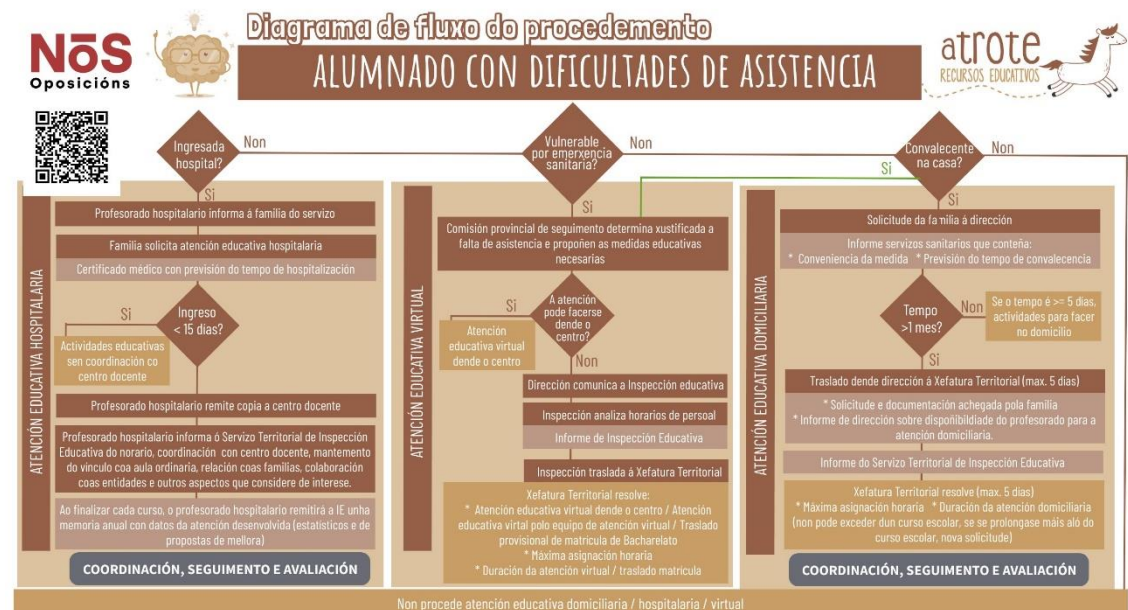 NōS
Oposicións
Diagrama de fluxo do procedemento
ALUMNADO CON DIFICULTADES DE ASISTENCIA
atrote
RECURSOS EDUCATIVOS
Ingresada
hospital?
Non
Si
ATENCIÓN EDUCATIVA HOSPITALARIA
Profesorado hospitalario informa á familia do servizo
Familia solicita atención educativa hospitalaria
Certificado médico con previsión do tempo de hospitalización
Ingreso
< 15 días?
Si
Actividades educativas
sen coordinación co
centro docente
Profesorado hospitalario remite copia a centro docente
Profesorado hospitalario informa ó Servizo Territorial de Inspección
Educativa do norario, coordinación con centro docente, mantemento
do vínculo coa aula ordinaria, relación coas familias, colaboración
coas entidades e outros aspectos que considere de interese.
Ao finalizar cada curso, o profesorado hospitalario remitirá a IE unha
memoria anual con datos da atención desenvolvida (estatísticos e de
propostas de mellora)
COORDINACIÓN, SEGUIMENTO E AVALIACIÓN
Vulnerable
por emerxencia
sanitaria?
Non
Si
ATENCIÓN EDUCATIVA VIRTUAL
Comisión provincial de seguimento determina xustificada a
falta de asistencia e propoñen as medidas educativas
necesarias
A atención
pode facerse
dende o
centro?
Si
Atención
educativa virtual
dende o centro
Non
Dirección comunica a Inspección educativa
Inspección analiza horarios de persoal
Informe de Inspección Educativa
Inspección traslada á Xefatura Territorial
Xefatura Territorial resolve:
* Atención educativa virtual dende o centro / Atención
educativa virtal polo equipo de atención virtual / Traslado
provisional de matrícula de Bacharelato
* Máxima asignación horaria
* Duración da atención virtual / traslado matrícula
Convalecente
na casa?
Non
Si
Si
ATENCIÓN EDUCATIVA DOMICILIARIA
Solicitude da familia á dirección
Informe servizos sanitarios que conteña:
* Conveniencia da medida * Previsión do tempo de convalecencia
Tempo
>1 mes?
Non
Se o tempo é >= 5 días,
actividades para facer
no domicilio
Si
Traslado dende dirección á Xefatura Territorial (max. 5 días)
* Solicitude e documentación achegada pola familia
* Informe de dirección sobre dispoñibildiade do profesorado para a
atención domiciliaria.
Informe do Servizo Territorial de Inspección Educativa
Xefatura Territorial resolve (max. 5 días)
* Máxima asignación horaria * Duración da atención domiciliaria
(non pode exceder dun curso escolar, se se prolongase máis aló do
curso escolar, nova solicitude)
COORDINACIÓN, SEGUIMENTO E AVALIACIÓN
Non procede atención educativa domiciliaria / hospitalaria / virtual